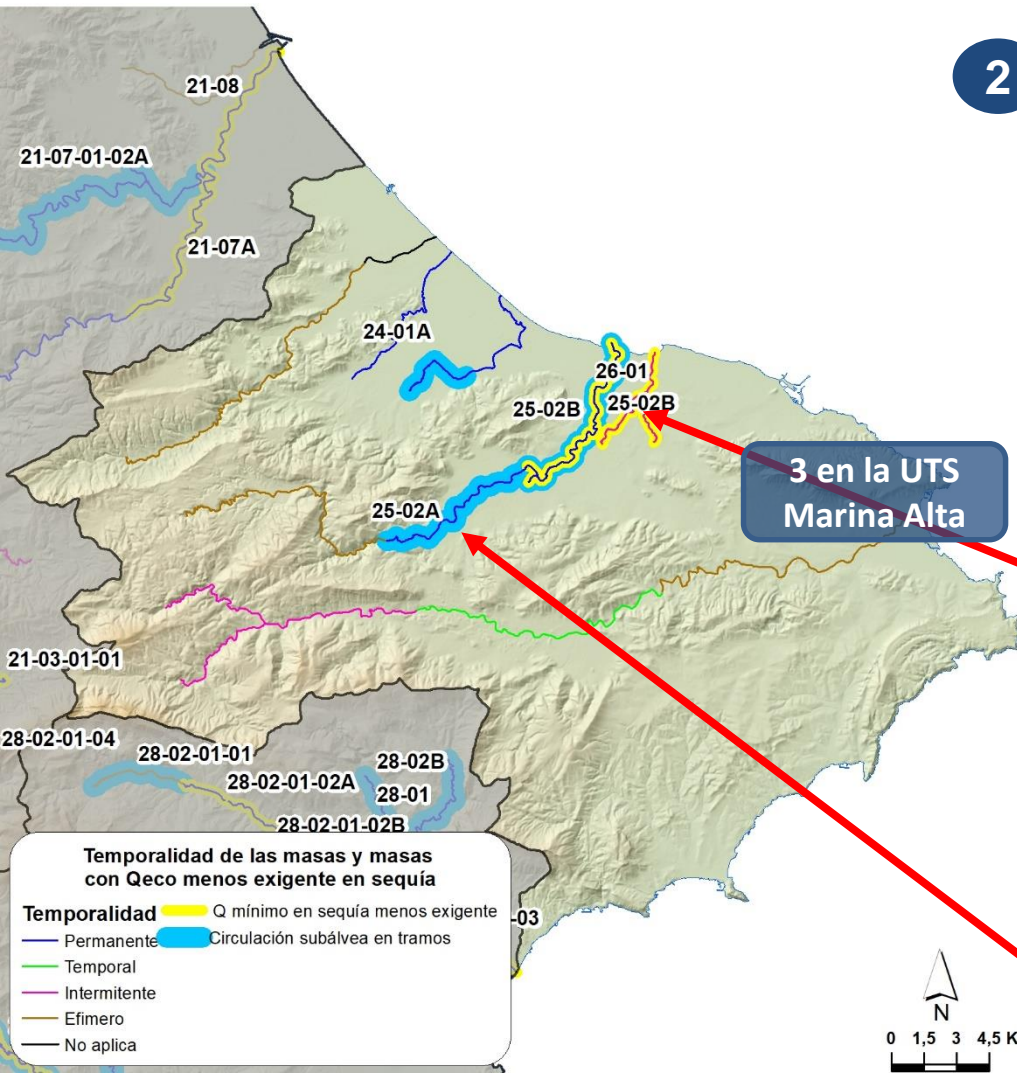 2
21-08
21-07-01-02A
21-07A
24-01A
26-01
25-02B
25-02B
3 en la UTS
Marina Alta
25-02A
21-03-01-01
28-02-01-04
28-02-01-01
28-02B
28-02-01-02A
28-01
28-02-01-02B
-03
Temporalidad de las masas y masas
con Qeco menos exigente en sequía
Temporalidad
Q mínimo en sequía menos exigente
Permanente
Circulación subálvea en tramos
Temporal
Intermitente
Efimero
No aplica
N
0 1,5 3 4,5 K